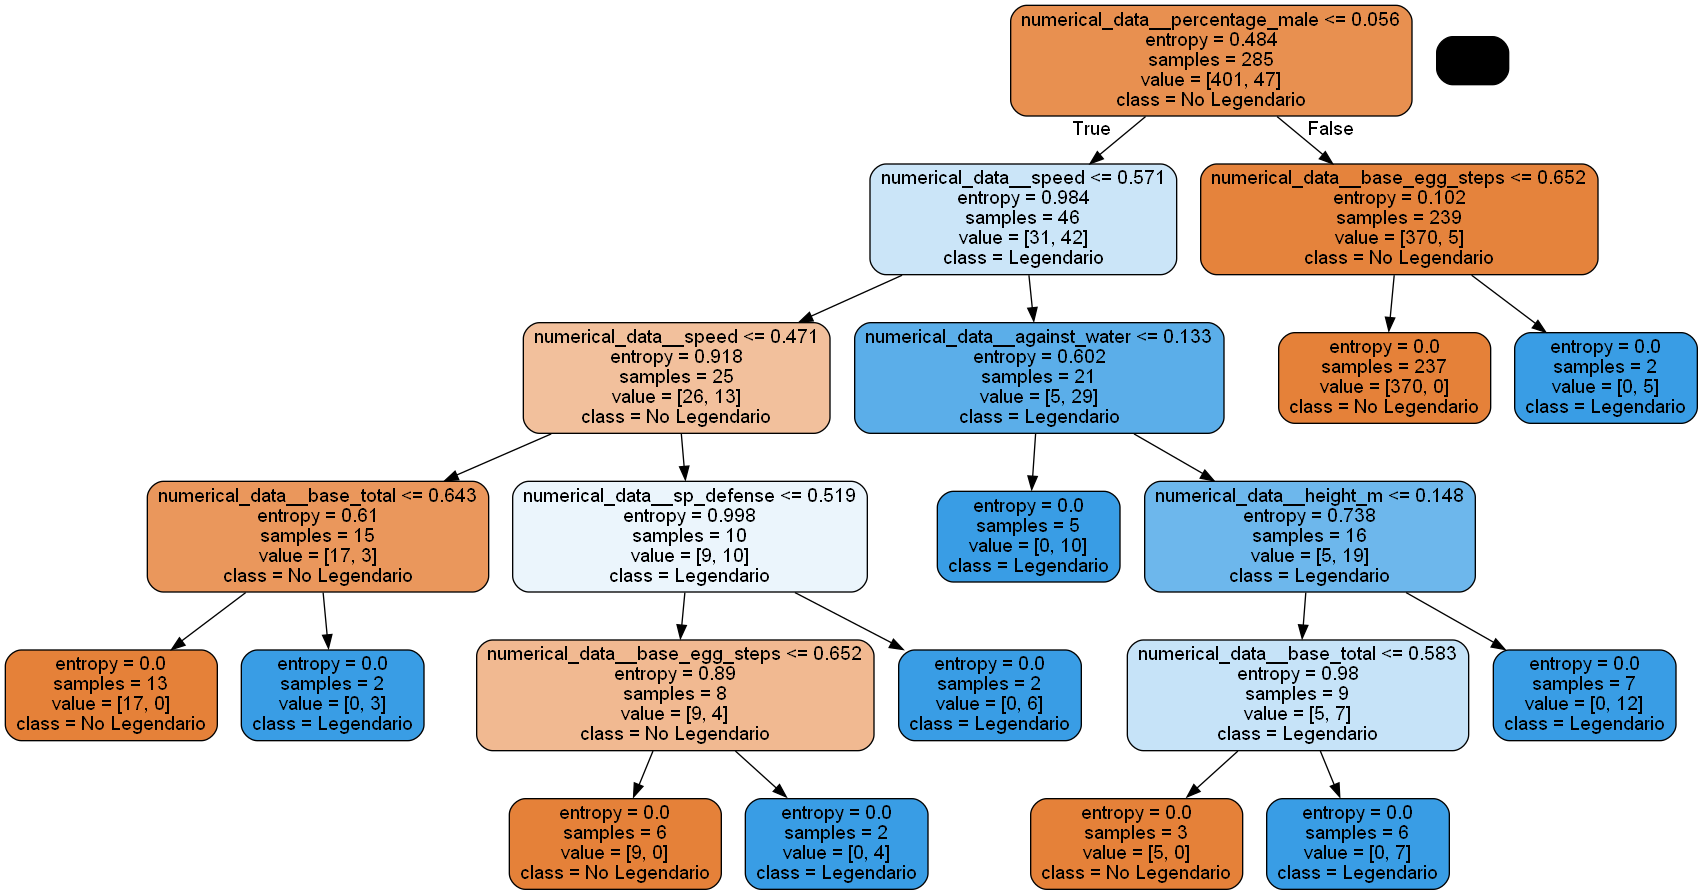 numerical_data__percentage_male <= 0.056
entropy = 0.484
samples = 285
value = [401, 47]
class = No Legendario
True
False
numerical_data__speed <= 0.571
entropy = 0.984
samples = 46
value = [31, 42]
class = Legendario
numerical_data__base_egg_steps <= 0.652
entropy = 0.102
samples = 239
value = [370, 5]
class = No Legendario
numerical_data__speed <= 0.471
entropy = 0.918
samples = 25
value = [26, 13]
class = No Legendario
numerical_data__against_water <= 0.133
entropy = 0.602
samples = 21
value = [5, 29]
class = Legendario
entropy = 0.0
samples = 237
value = [370, 0]
class = No Legendario
entropy = 0.0
samples = 2
value = [0, 5]
class = Legendario
numerical_data__base_total <= 0.643
entropy = 0.61
samples = 15
value = [17, 3]
class = No Legendario
numerical_data__sp_defense <= 0.519
entropy = 0.998
samples = 10
value = [9, 10]
class = Legendario
entropy = 0.0
samples = 5
value = [0, 10]
class = Legendario
numerical_data__height_m <= 0.148
entropy = 0.738
samples = 16
value = [5, 19]
class = Legendario
entropy = 0.0
samples = 13
value = [17, 0]
class = No Legendario
entropy = 0.0
samples = 2
value = [0, 3]
class = Legendario
numerical_data__base_egg_steps <= 0.652
entropy = 0.89
samples = 8
value = [9, 4]
class = No Legendario
entropy = 0.0
samples = 2
value = [0, 6]
class = Legendario
numerical_data__base_total <= 0.583
entropy = 0.98
samples = 9
value = [5, 7]
class = Legendario
entropy = 0.0
samples = 7
value = [0, 12]
class = Legendario
entropy = 0.0
samples = 6
value = [9, 0]
class = No Legendario
entropy = 0.0
samples = 2
value = [0, 4]
class = Legendario
entropy = 0.0
samples = 3
value = [5, 0]
class = No Legendario
entropy = 0.0
samples = 6
value = [0, 7]
class = Legendario